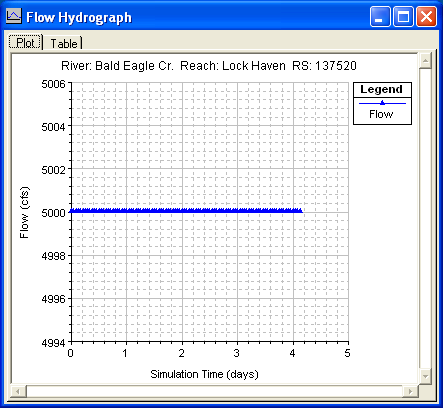 Flow Hydrograph
Plot Table
River: Bald Eagle Cr. Reach: Lock Haven RS: 137520
Legend
Flow
5006
5004
5002
5000
4998
4996
4994
Flow (cfs)
0 1 2 3 4 5
Simulation Time (days)